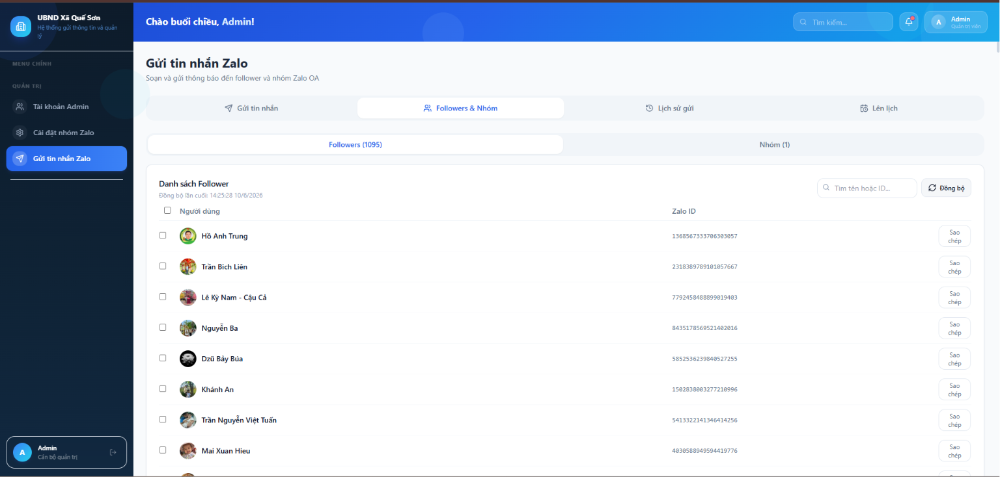 UBND Xã Quế Sơn
Hệ thống gửi thông tin và quản
lý
Chào buổi chiều, Admin!
Tìm kiếm...
A
Admin
Quản trị viên
MENU CHÍNH
QUẢN TRỊ
Tài khoản Admin
Cài đặt nhóm Zalo
Gửi tin nhắn Zalo
Gửi tin nhắn Zalo
Soạn và gửi thông báo đến follower và nhóm Zalo OA
Gửi tin nhắn
Followers & Nhóm
Lịch sử gửi
Lên lịch
Followers (1095)
Nhóm (1)
Danh sách Follower
Đồng bộ lần cuối: 14:25:28 10/6/2026
Tìm tên hoặc ID...
Đồng bộ
Người dùng
Zalo ID
Hồ Anh Trung
1368567333706303057
Sao
chép
Trần Bich Liên
2318389789101057667
Sao
chép
Lê Kỳ Nam - Cậu Cả
7792458488899019403
Sao
chép
Nguyễn Ba
8435178569521402016
Sao
chép
Dzũ Bảy Búa
5852536239840527255
Sao
chép
Khánh An
1502838003277210996
Sao
chép
Trần Nguyễn Việt Tuấn
5413322141346414256
Sao
chép
Mai Xuan Hieu
4030588949594419776
Sao
chép
A
Admin
Cán bộ quản trị